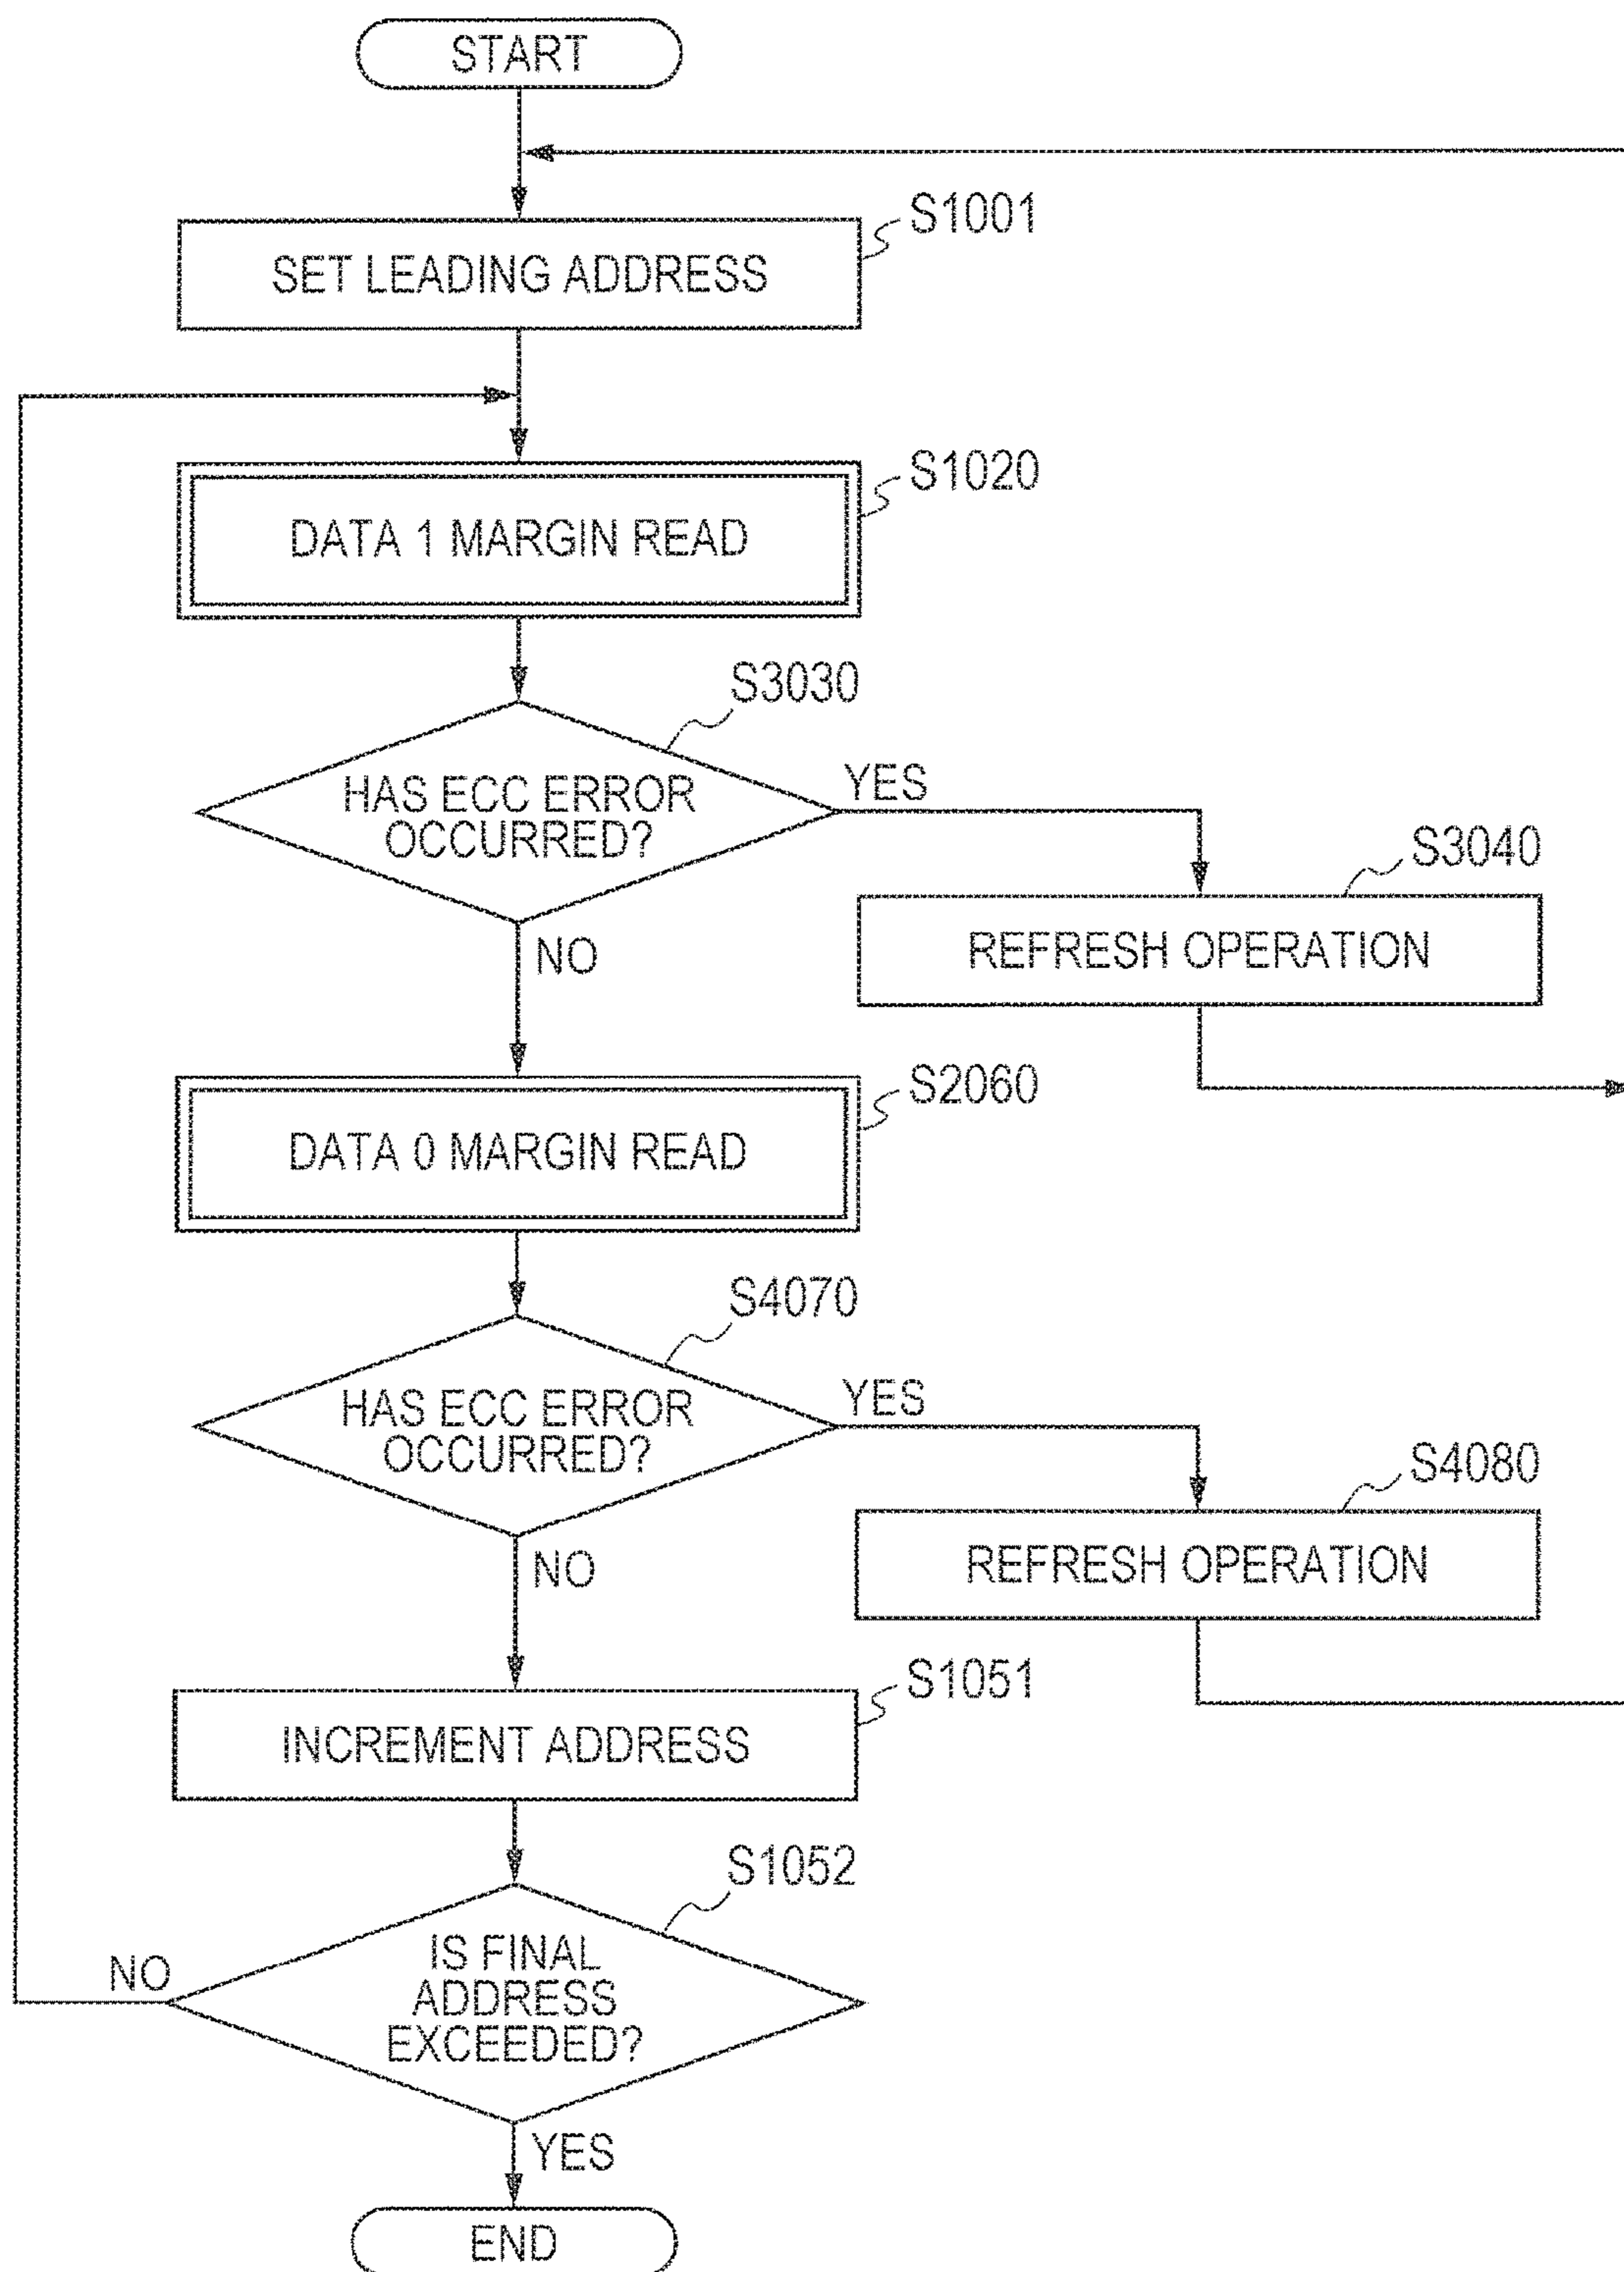 START
S1001
SET LEADING ADDRESS
S1020
DATA 1 MARGIN READ
S3030
HAS ECC ERROR
OCCURRED?
YES
S3040
REFRESH OPERATION
NO
S2060
DATA 0 MARGIN READ
S4070
HAS ECC ERROR
OCCURRED?
YES
S4080
REFRESH OPERATION
NO
S1051
INCREMENT ADDRESS
S1052
IS FINAL
ADDRESS
EXCEEDED?
NO
YES
END